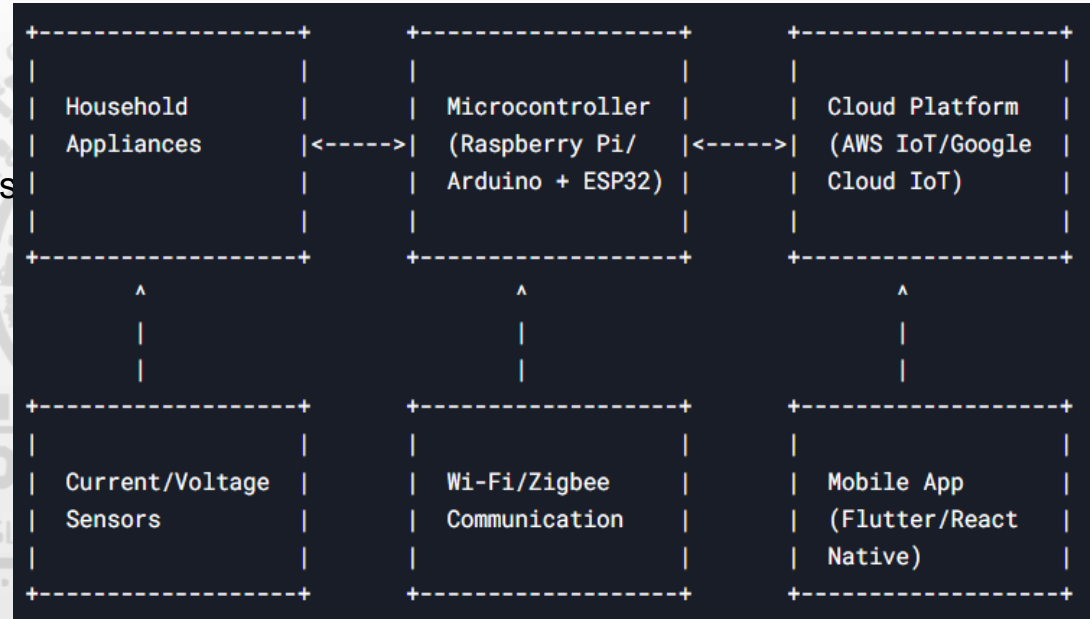 Household
Appliances
Microcontroller
(Raspberry Pi/
Arduino + ESP32)
Cloud Platform
(AWS IoT/Google
Cloud IoT)
Current/Voltage
Sensors
Wi-Fi/Zigbee
Communication
Mobile App
(Flutter/React
Native)